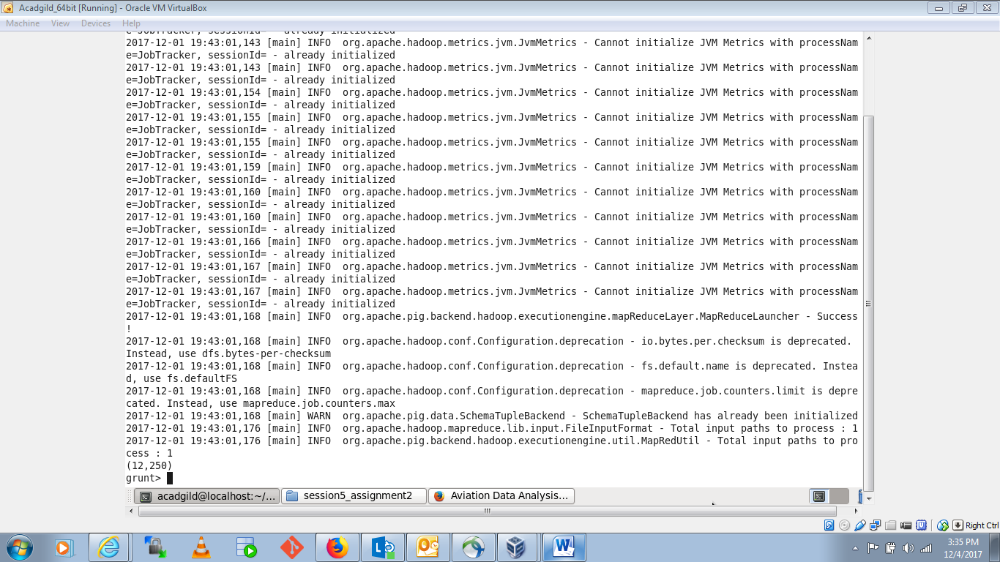 Acadgild_64bit [Running] - Oracle VM VirtualBox
Machine View Devices Help
e=JobTracker, sessionId= - already initialized
2017-12-01 19:43:01,143 [main] INFO  org.apache.hadoop.metrics.jvm.JvmMetrics - Cannot initialize JVM Metrics with processNam
e=JobTracker, sessionId= - already initialized
2017-12-01 19:43:01,143 [main] INFO  org.apache.hadoop.metrics.jvm.JvmMetrics - Cannot initialize JVM Metrics with processNam
e=JobTracker, sessionId= - already initialized
2017-12-01 19:43:01,154 [main] INFO  org.apache.hadoop.metrics.jvm.JvmMetrics - Cannot initialize JVM Metrics with processNam
e=JobTracker, sessionId= - already initialized
2017-12-01 19:43:01,155 [main] INFO  org.apache.hadoop.metrics.jvm.JvmMetrics - Cannot initialize JVM Metrics with processNam
e=JobTracker, sessionId= - already initialized
2017-12-01 19:43:01,155 [main] INFO  org.apache.hadoop.metrics.jvm.JvmMetrics - Cannot initialize JVM Metrics with processNam
e=JobTracker, sessionId= - already initialized
2017-12-01 19:43:01,159 [main] INFO  org.apache.hadoop.metrics.jvm.JvmMetrics - Cannot initialize JVM Metrics with processNam
e=JobTracker, sessionId= - already initialized
2017-12-01 19:43:01,160 [main] INFO  org.apache.hadoop.metrics.jvm.JvmMetrics - Cannot initialize JVM Metrics with processNam
e=JobTracker, sessionId= - already initialized
2017-12-01 19:43:01,160 [main] INFO  org.apache.hadoop.metrics.jvm.JvmMetrics - Cannot initialize JVM Metrics with processNam
e=JobTracker, sessionId= - already initialized
2017-12-01 19:43:01,166 [main] INFO  org.apache.hadoop.metrics.jvm.JvmMetrics - Cannot initialize JVM Metrics with processNam
e=JobTracker, sessionId= - already initialized
2017-12-01 19:43:01,167 [main] INFO  org.apache.hadoop.metrics.jvm.JvmMetrics - Cannot initialize JVM Metrics with processNam
e=JobTracker, sessionId= - already initialized
2017-12-01 19:43:01,167 [main] INFO  org.apache.hadoop.metrics.jvm.JvmMetrics - Cannot initialize JVM Metrics with processNam
e=JobTracker, sessionId= - already initialized
2017-12-01 19:43:01,168 [main] INFO  org.apache.pig.backend.hadoop.executionengine.mapReduceLayer.MapReduceLauncher - Success
!
2017-12-01 19:43:01,168 [main] INFO  org.apache.hadoop.conf.Configuration.deprecation - io.bytes.per.checksum is deprecated.
Instead, use dfs.bytes-per-checksum
2017-12-01 19:43:01,168 [main] INFO  org.apache.hadoop.conf.Configuration.deprecation - fs.default.name is deprecated. Instea
d, use fs.defaultFS
2017-12-01 19:43:01,168 [main] INFO  org.apache.hadoop.conf.Configuration.deprecation - mapreduce.job.counters.limit is depre
cated. Instead, use mapreduce.job.counters.max
2017-12-01 19:43:01,168 [main] WARN  org.apache.pig.data.SchemaTupleBackend - SchemaTupleBackend has already been initialized
2017-12-01 19:43:01,176 [main] INFO  org.apache.hadoop.mapreduce.lib.input.FileInputFormat - Total input paths to process : 1
2017-12-01 19:43:01,176 [main] INFO  org.apache.pig.backend.hadoop.executionengine.util.MapRedUtil - Total input paths to pro
cess : 1
(12,250)
grunt>
acadgild@localhost:~/... session5_assignment2 Aviation Data Analysis...
Right Ctrl
3:35 PM
12/4/2017